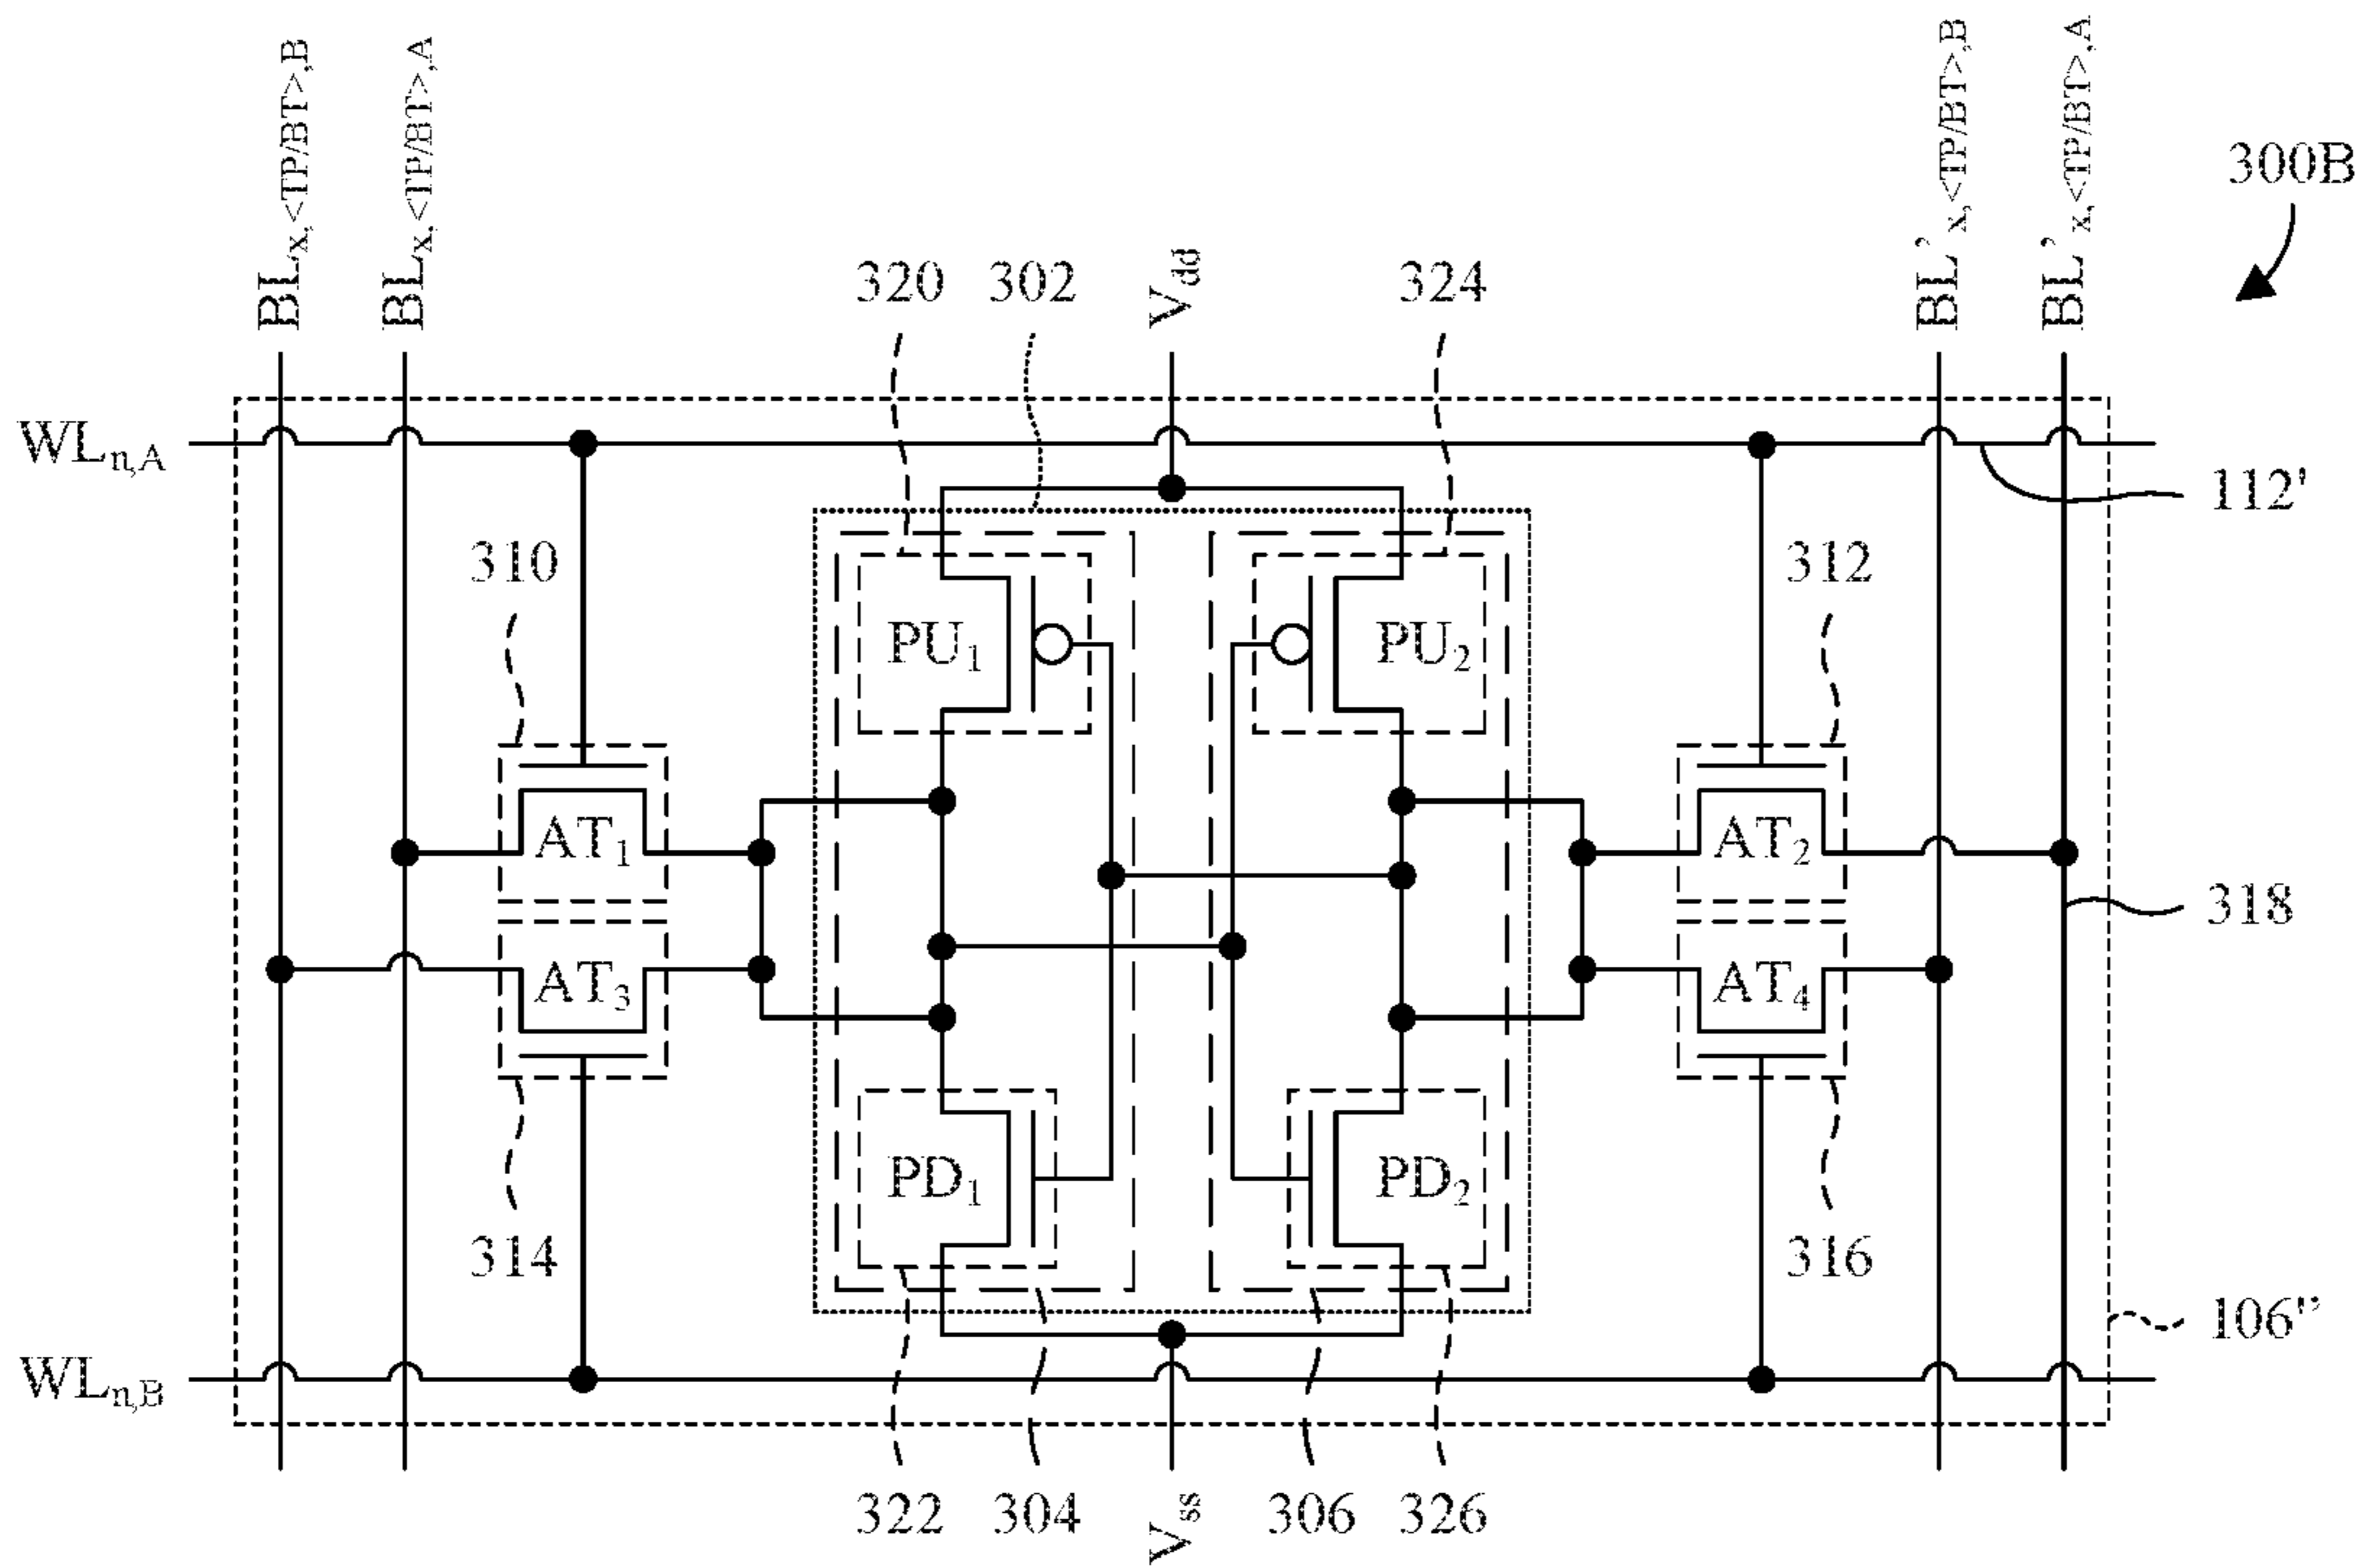 BLx,<TP/BT>,B
BLx,<TP/BT>,A
BL’x,<TP/BT>,B
BL’x,<TP/BT>,A
300B
320
302
Vdd
324
WLn,A
112'
310
312
PU1
PU2
AT1
AT2
318
AT3
AT4
PD1
PD2
314
316
106"
WLn,B
322
304
Vss
306
326